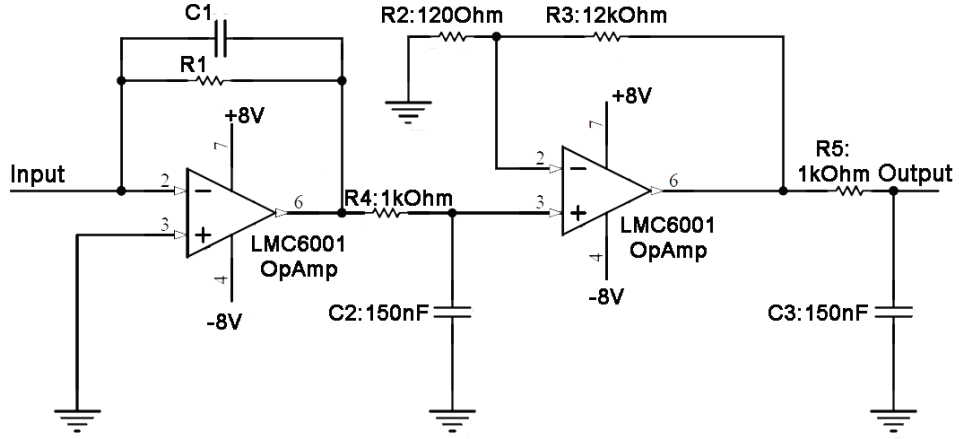 C1
R1
R2:120Ohm
R3:12kOhm
+8V
+8V
7
7
Input
2
−
2
−
R5:
1kOhm
Output
6
6
R4:1kOhm
3
+
3
+
LMC6001
OpAmp
LMC6001
OpAmp
4
4
-8V
-8V
C2:150nF
C3:150nF